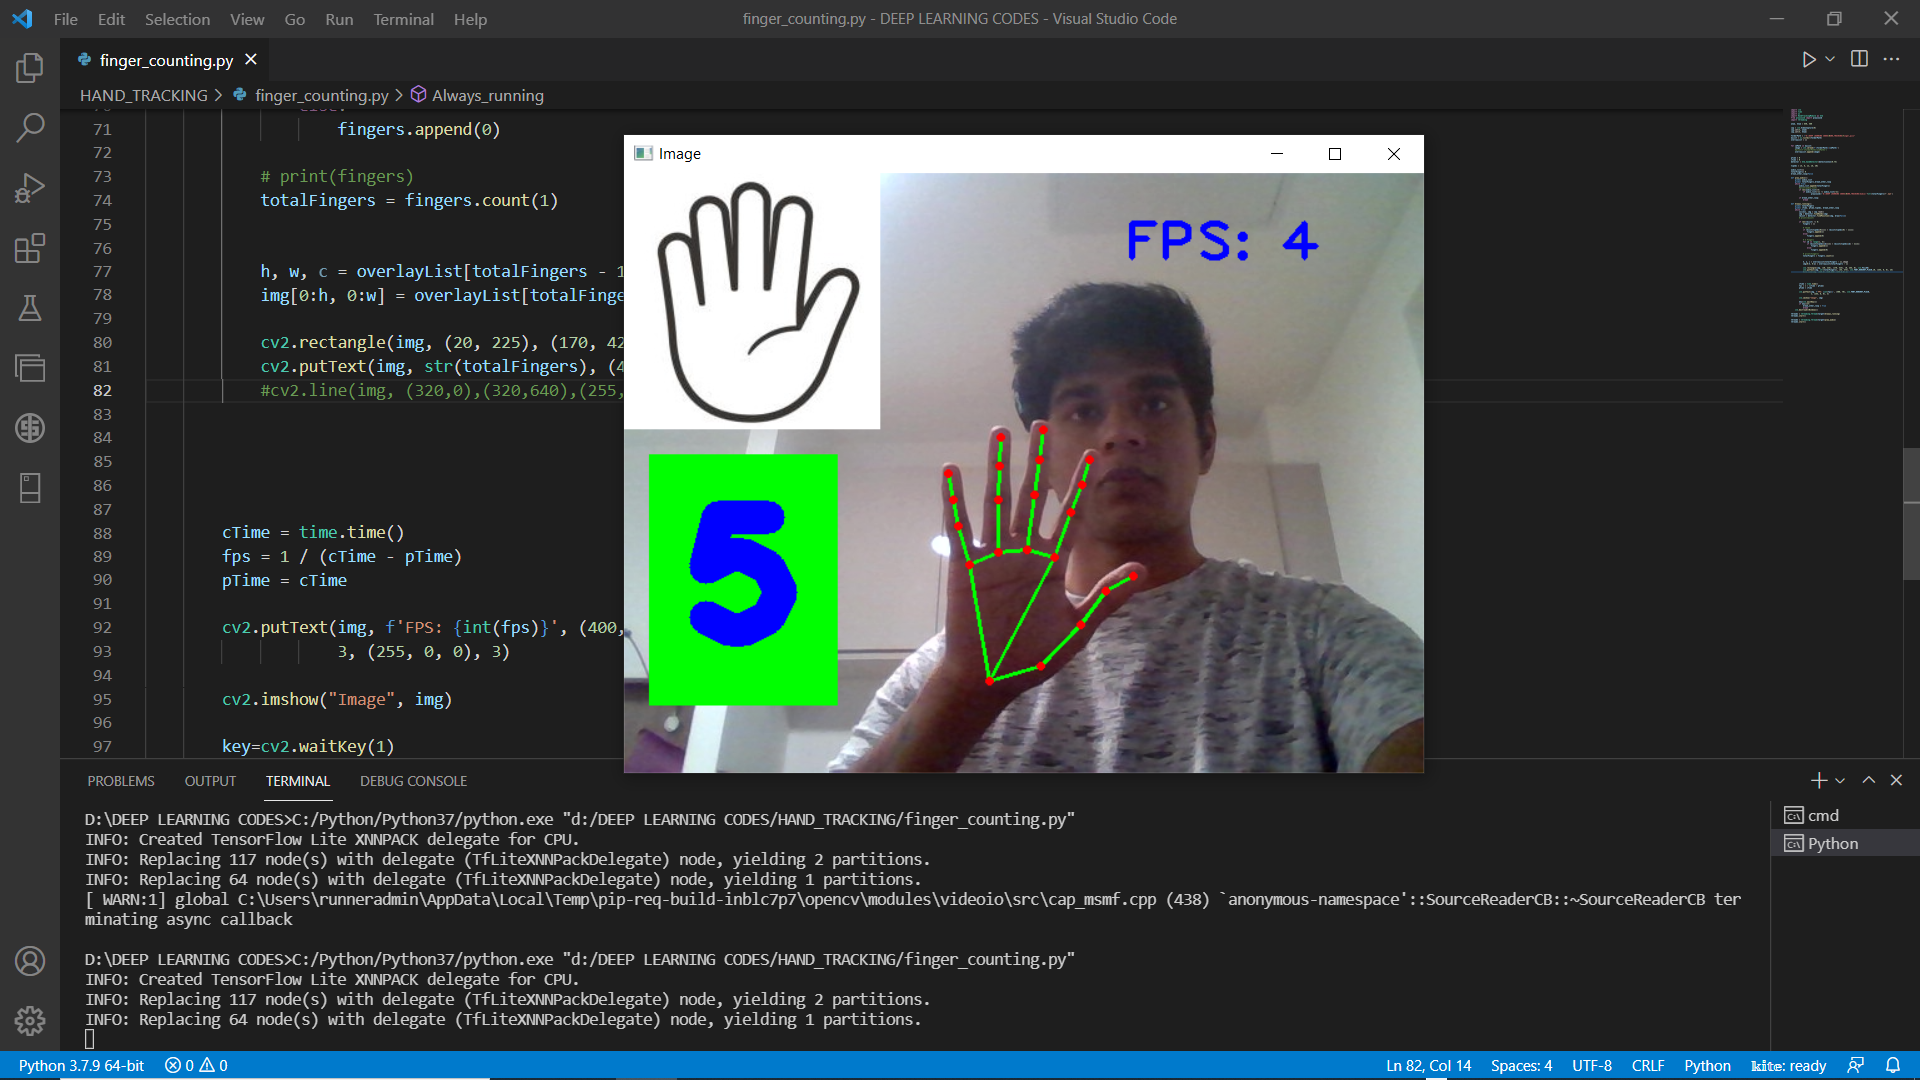 File Edit Selection View Go Run Terminal Help
finger_counting.py - DEEP LEARNING CODES - Visual Studio Code
finger_counting.py
HAND_TRACKING > finger_counting.py > Always_running
71 fingers.append(0)
72
73 # print(fingers)
74 totalFingers = fingers.count(1)
75
76
77 h, w, c = overlayList[totalFingers - 1
78 img[0:h, 0:w] = overlayList[totalFinge
79
80 cv2.rectangle(img, (20, 225), (170, 42
81 cv2.putText(img, str(totalFingers), (4
82 #cv2.line(img, (320,0),(320,640),(255,
83
84
85
86
87
88 cTime = time.time()
89 fps = 1 / (cTime - pTime)
90 pTime = cTime
91
92 cv2.putText(img, f'FPS: {int(fps)}', (400,
93 3, (255, 0, 0), 3)
94
95 cv2.imshow("Image", img)
96
97 key=cv2.waitKey(1)
Image
FPS: 4
5
PROBLEMS OUTPUT TERMINAL DEBUG CONSOLE
D:\DEEP LEARNING CODES>C:/Python/Python37/python.exe "d:/DEEP LEARNING CODES/HAND_TRACKING/finger_counting.py"
INFO: Created TensorFlow Lite XNNPACK delegate for CPU.
INFO: Replacing 117 node(s) with delegate (TfLiteXNNPackDelegate) node, yielding 2 partitions.
INFO: Replacing 64 node(s) with delegate (TfLiteXNNPackDelegate) node, yielding 1 partitions.
[ WARN:1] global C:\Users\runneradmin\AppData\Local\Temp\pip-req-build-inblc7p7\opencv\modules\videoio\src\cap_msmf.cpp (438) `anonymous-namespace'::SourceReaderCB::~SourceReaderCB ter
minating async callback
D:\DEEP LEARNING CODES>C:/Python/Python37/python.exe "d:/DEEP LEARNING CODES/HAND_TRACKING/finger_counting.py"
INFO: Created TensorFlow Lite XNNPACK delegate for CPU.
INFO: Replacing 117 node(s) with delegate (TfLiteXNNPackDelegate) node, yielding 2 partitions.
INFO: Replacing 64 node(s) with delegate (TfLiteXNNPackDelegate) node, yielding 1 partitions.
cmd
Python
Python 3.7.9 64-bit 0 0 Ln 82, Col 14 Spaces: 4 UTF-8 CRLF Python kite: ready